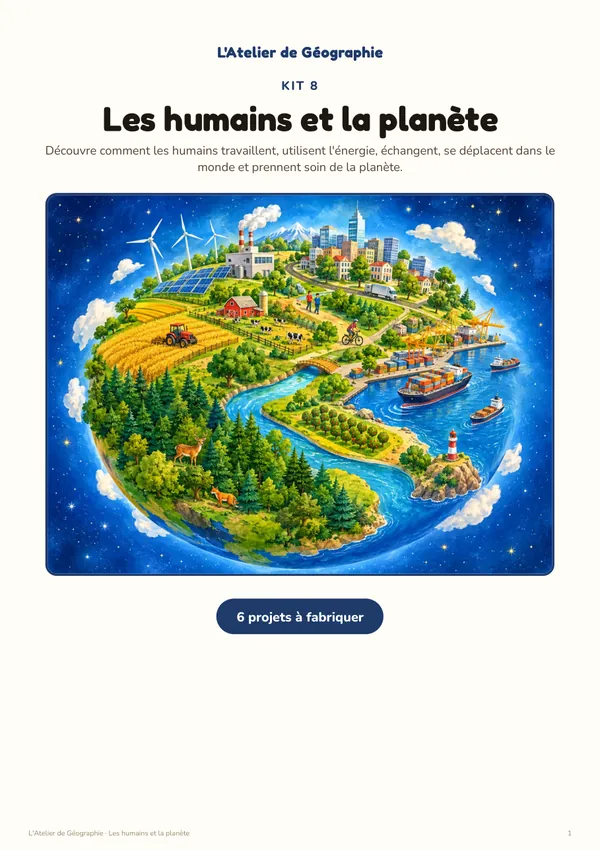 L'Atelier de Géographie
KIT 8
Les humains et la planète
Découvre comment les humains travaillent, utilisent l'énergie, échangent, se déplacent dans le
monde et prennent soin de la planète.
6 projets à fabriquer
L'Atelier de Géographie · Les humains et la planète
1